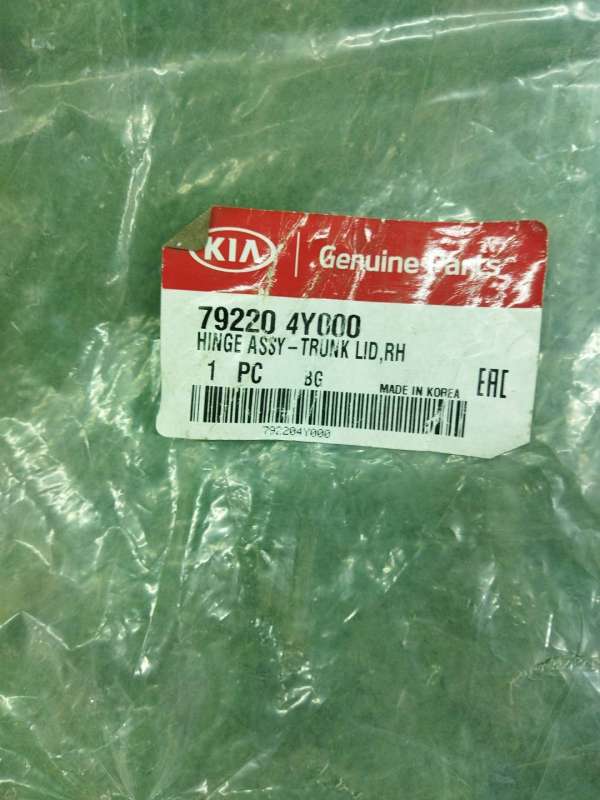 KIA Genuine Parts
79220 4Y000
HINGE ASSY-TRUNK LID,RH
1 PC BG MADE IN KOREA EAC
792204Y000